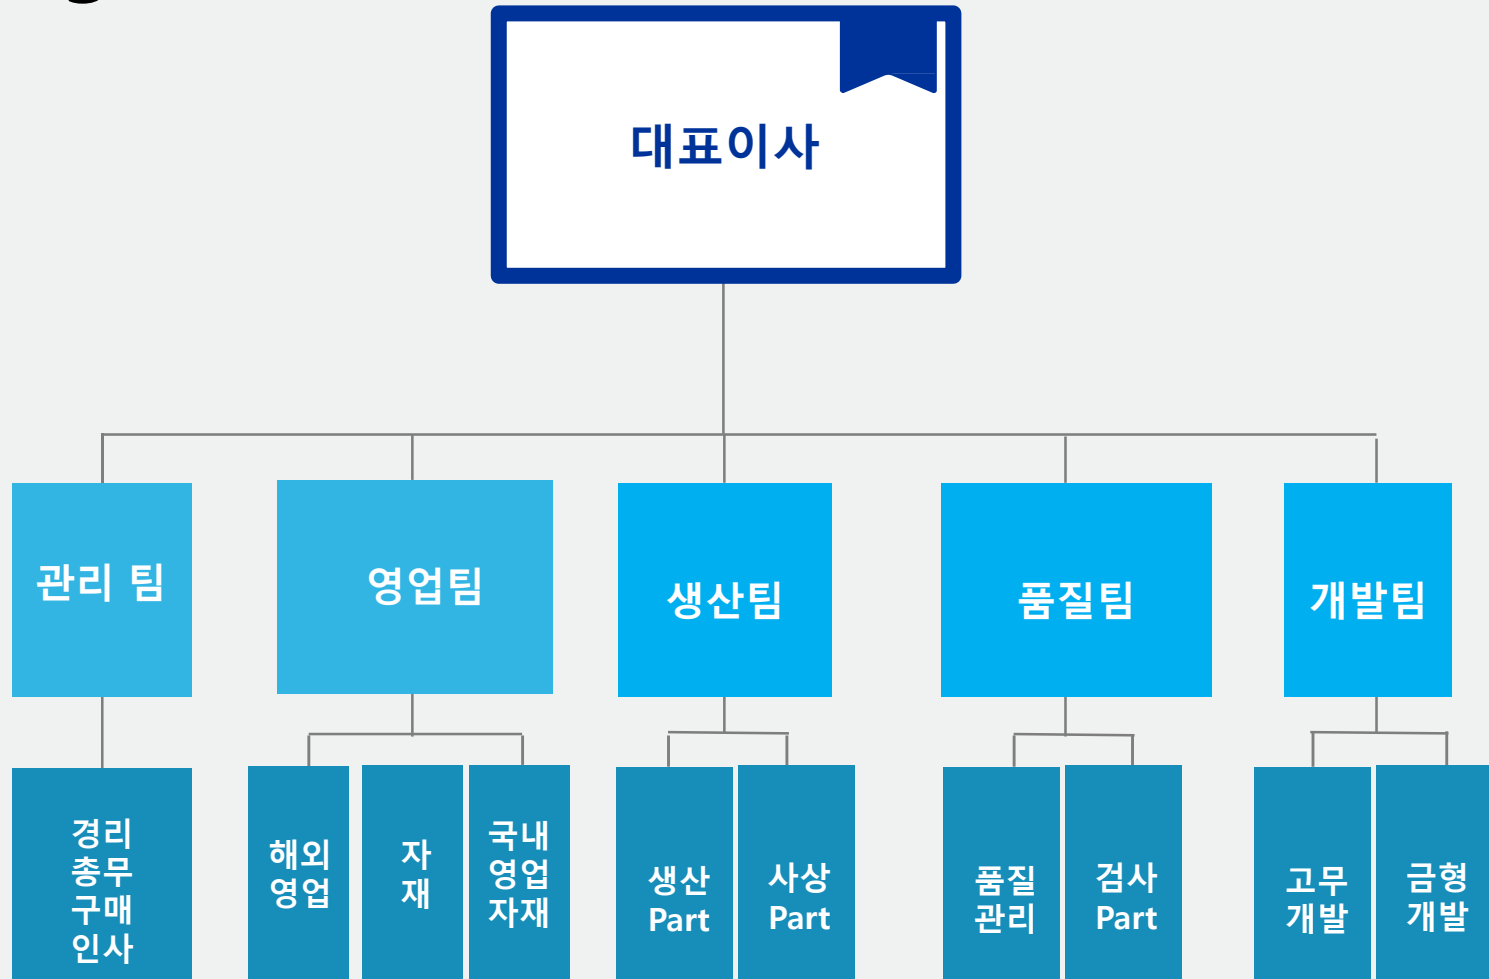 대표이사
관리 팀
영업팀
생산팀
품질팀
개발팀
경리
총무
구매
인사
해외
영업
자
재
국내
영업
자재
생산
Part
사상
Part
품질
관리
검사
Part
고무
개발
금형
개발